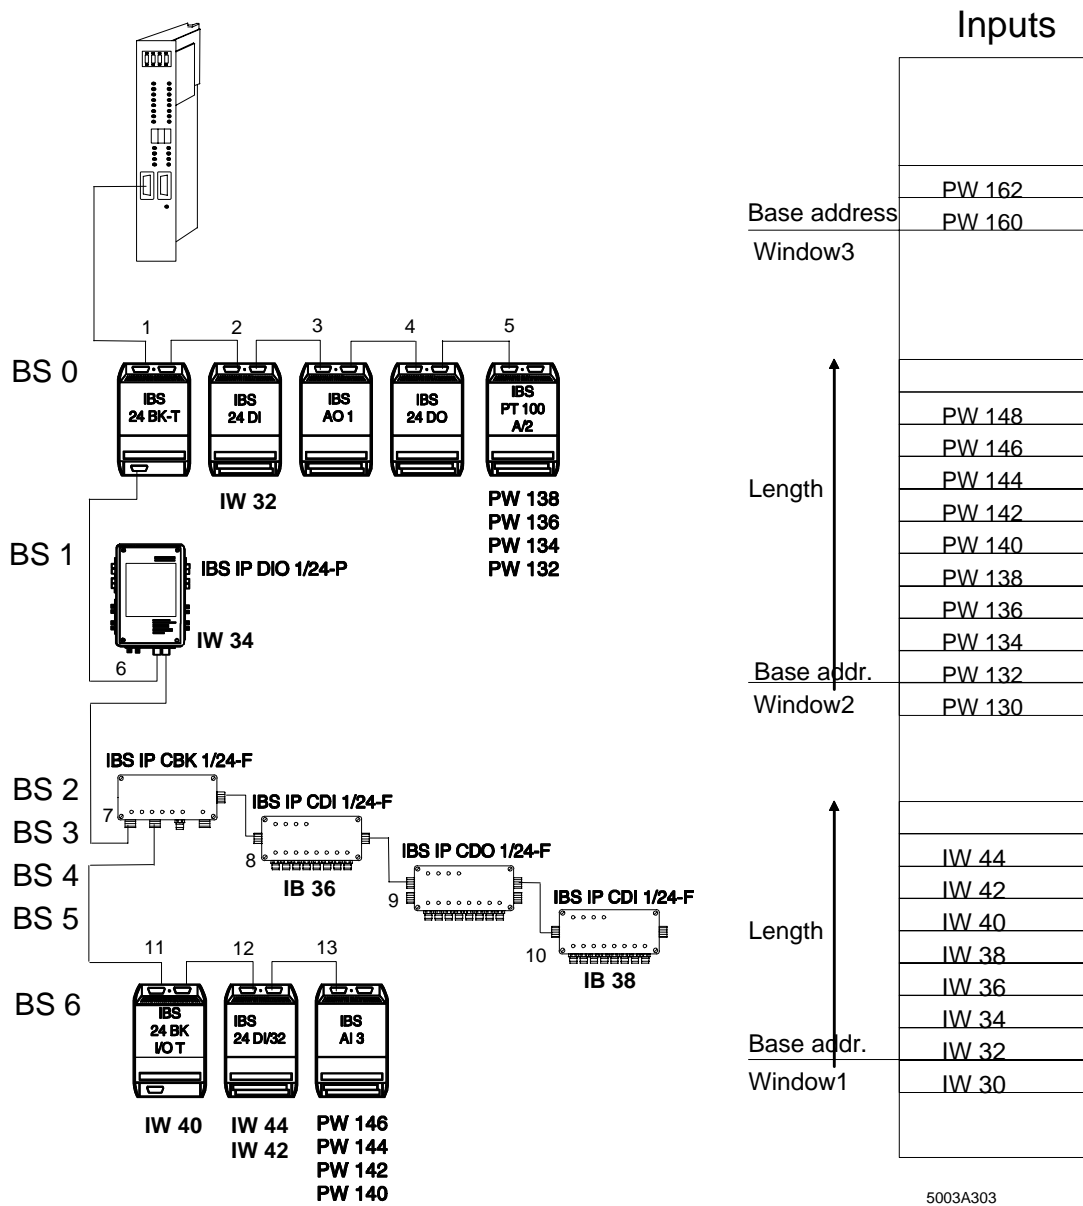 Inputs
PW 162
Base address
PW 160
Window3
1
2
3
4
5
BS 0
IBS
24 BK-T
IBS
24 DI
IBS
AO 1
IBS
24 DO
IBS
PT 100
A/2
IW 32
PW 138
PW 136
PW 134
PW 132
BS 1
IBS IP DIO 1/24-P
IW 34
6
IBS IP CBK 1/24-F
BS 2
7
BS 3
BS 4
BS 5
IBS IP CDI 1/24-F
8
IB 36
IBS IP CDO 1/24-F
9
IBS IP CDI 1/24-F
10
IB 38
11
12
13
BS 6
IBS
24 BK
I/O T
IBS
24 DI/32
IBS
AI 3
IW 40
IW 44
IW 42
PW 146
PW 144
PW 142
PW 140
PW 148
PW 146
Length
PW 144
PW 142
PW 140
PW 138
PW 136
PW 134
Base addr.
PW 132
Window2
PW 130
IW 44
IW 42
Length
IW 40
IW 38
IW 36
IW 34
Base addr.
IW 32
Window1
IW 30
5003A303